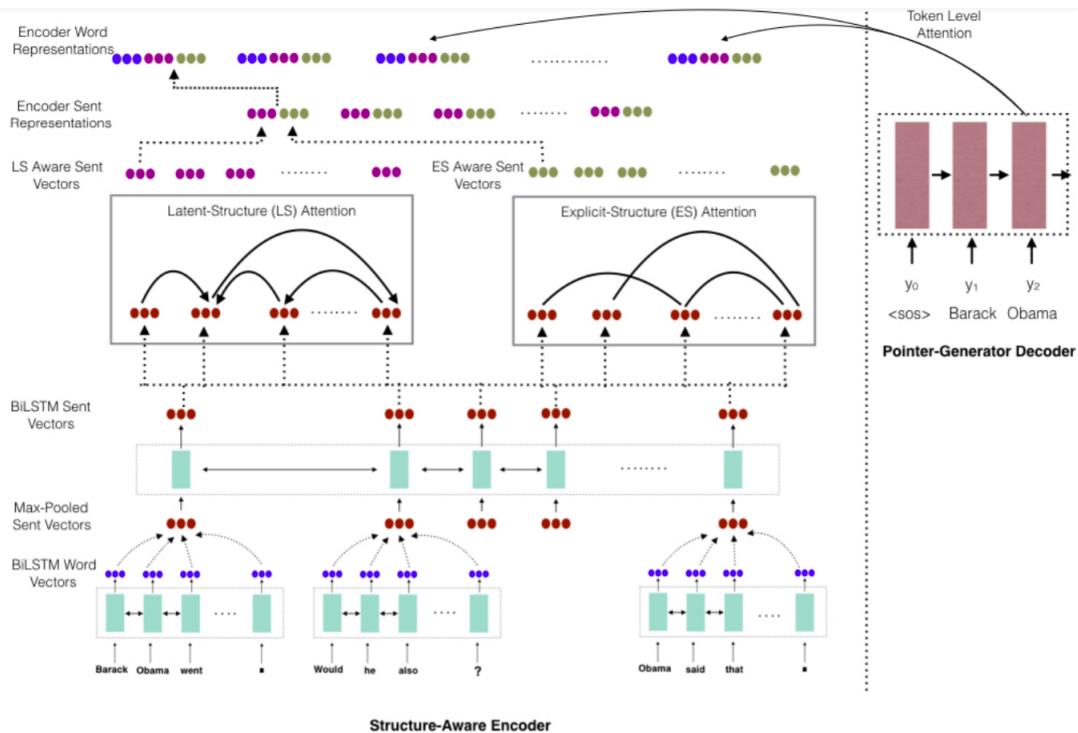 Token Level
Attention
Encoder Word
Representations
Encoder Sent
Representations
LS Aware Sent
Vectors
ES Aware Sent
Vectors
Latent-Structure (LS) Attention
Explicit-Structure (ES) Attention
y0
y1
y2
<sos>
Barack
Obama
Pointer-Generator Decoder
BiLSTM Sent
Vectors
Max-Pooled
Sent Vectors
BiLSTM Word
Vectors
Barack Obama went .
Would he also ?
Obama said that .
Structure-Aware Encoder